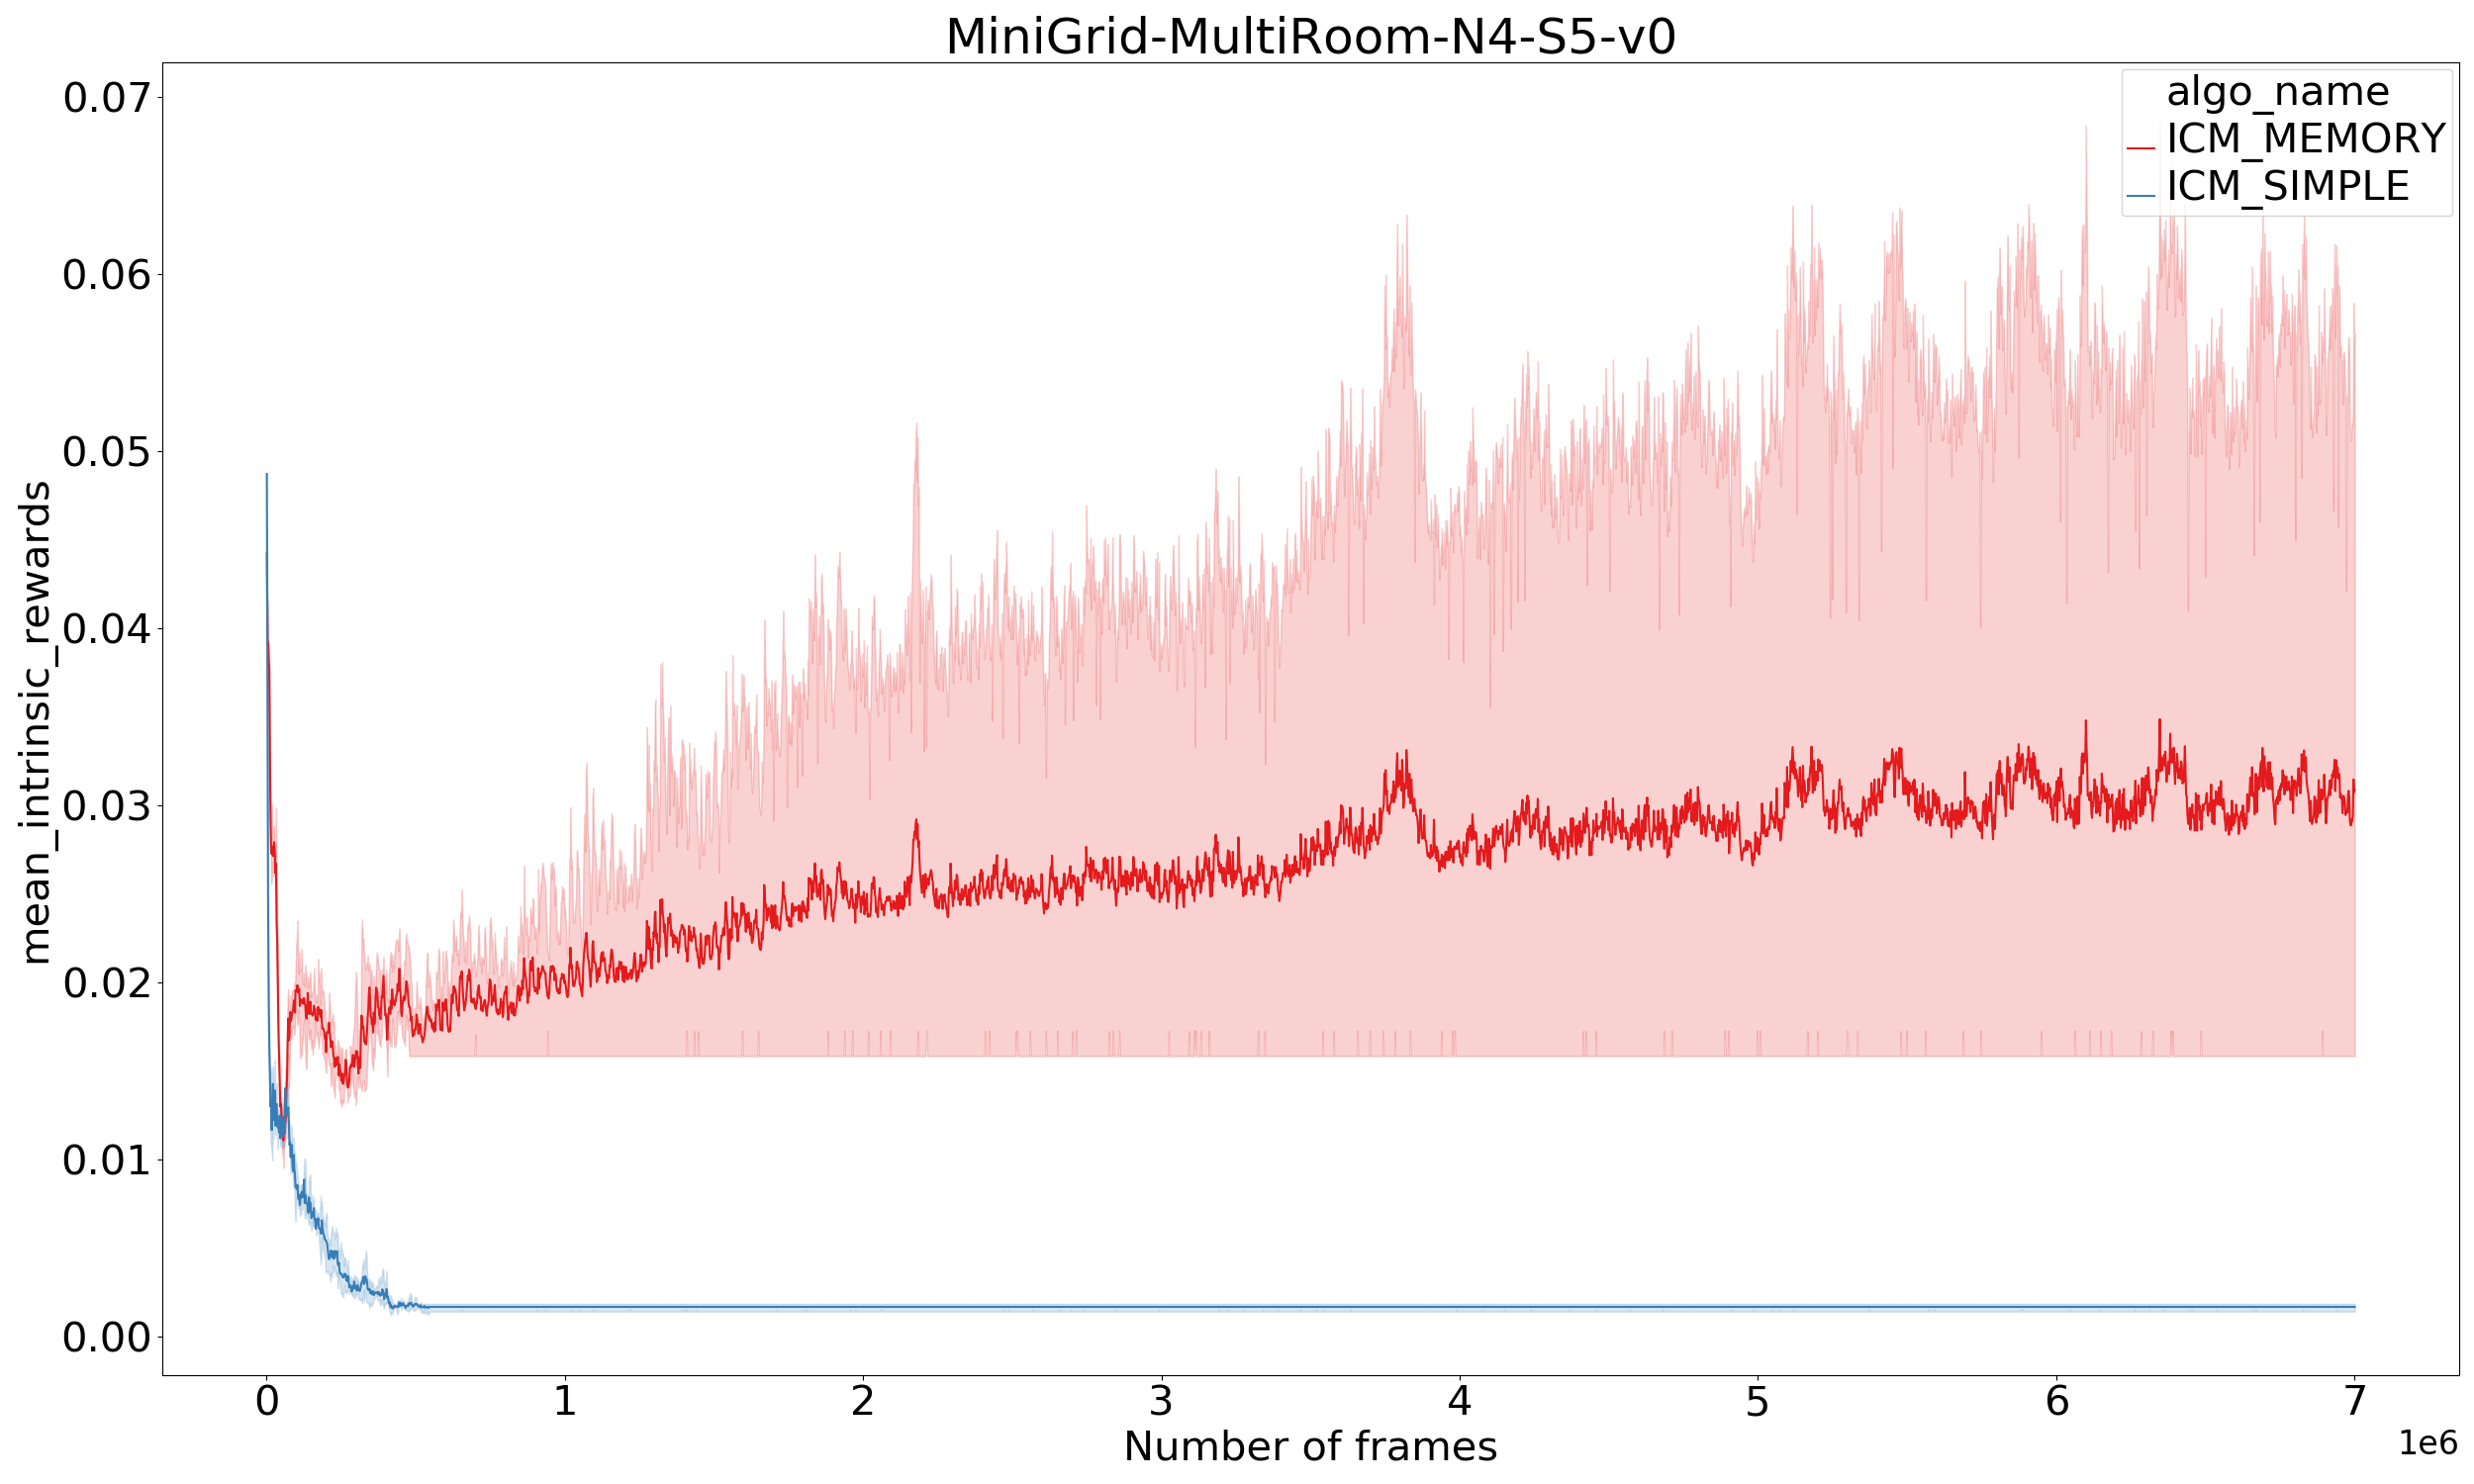 MiniGrid-MultiRoom-N4-S5-v0
algo_name
ICM_MEMORY
ICM_SIMPLE
mean_intrinsic_rewards
0.07
0.06
0.05
0.04
0.03
0.02
0.01
0.00
0 1 2 3 4 5 6 7
Number of frames
1e6